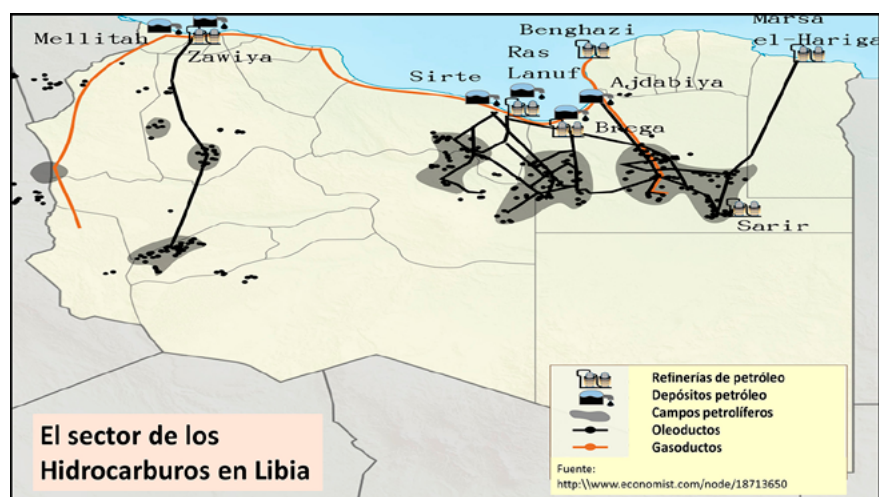 Mellitah
Zawiya
Sirte
Ras
Lanuf
Benghazi
Ajdabiya
Brega
Marsa
el-Hariga
Sarir
El sector de los
Hidrocarburos en Libia
Refinerías de petróleo
Depósitos petróleo
Campos petrolíferos
Oleoductos
Gasoductos
Fuente:
http:\\www.economist.com/node/18713650